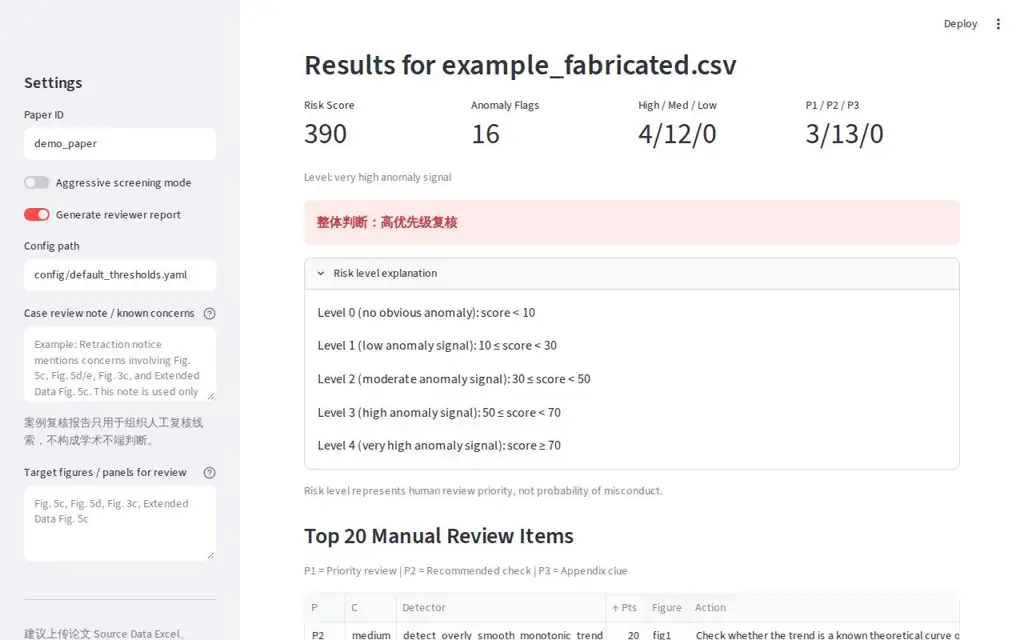 Deploy
Settings
Paper ID
demo_paper
Aggressive screening mode
Generate reviewer report
Config path
config/default_thresholds.yaml
Case review note / known concerns
Example: Retraction notice
mentions concerns involving Fig.
5c, Fig. 5d/e, Fig. 3c, and Extended
Data Fig. 5c. This note is used only
案例复核报告只用于组织人工复核线
索，不构成学术不端判断。
Target figures / panels for review
Fig. 5c, Fig. 5d, Fig. 3c, Extended
Data Fig. 5c
建议上传论文 Source Data Excel、
Results for example_fabricated.csv
Risk Score
Anomaly Flags
High / Med / Low
P1 / P2 / P3
390
16
4/12/0
3/13/0
Level: very high anomaly signal
整体判断：高优先级复核
Risk level explanation
Level 0 (no obvious anomaly): score < 10
Level 1 (low anomaly signal): 10 ≤ score < 30
Level 2 (moderate anomaly signal): 30 ≤ score < 50
Level 3 (high anomaly signal): 50 ≤ score < 70
Level 4 (very high anomaly signal): score ≥ 70
Risk level represents human review priority, not probability of misconduct.
Top 20 Manual Review Items
P1 = Priority review | P2 = Recommended check | P3 = Appendix clue
P C Detector ↑ Pts Figure Action
P2 medium detect_overly_smooth_monotonic_trend 20 fig1 Check whether the trend is a known theoretical curve o